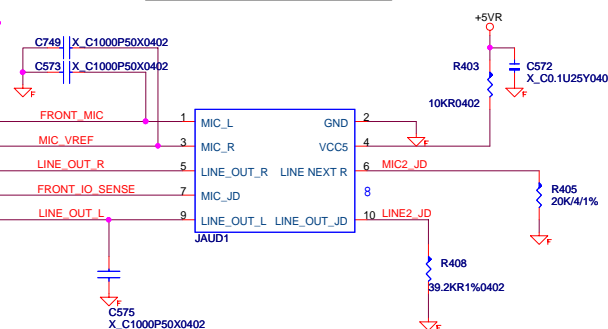 +5VR
C749
X_C1000P50X0402
C573
X_C1000P50X0402
F
R403
10KR0402
C572
X_C0.1U25Y040
F
FRONT_MIC
1
MIC_L
GND
2
F
MIC_VREF
3
MIC_R
VCC5
4
LINE_OUT_R
5
LINE_OUT_R
LINE NEXT R
6
MIC2_JD
FRONT_IO_SENSE
7
MIC_JD
8
R405
20K/4/1%
F
LINE_OUT_L
9
LINE_OUT_L
LINE_OUT_JD
10
LINE2_JD
JAUD1
R408
39.2KR1%0402
F
F
C575
X_C1000P50X0402